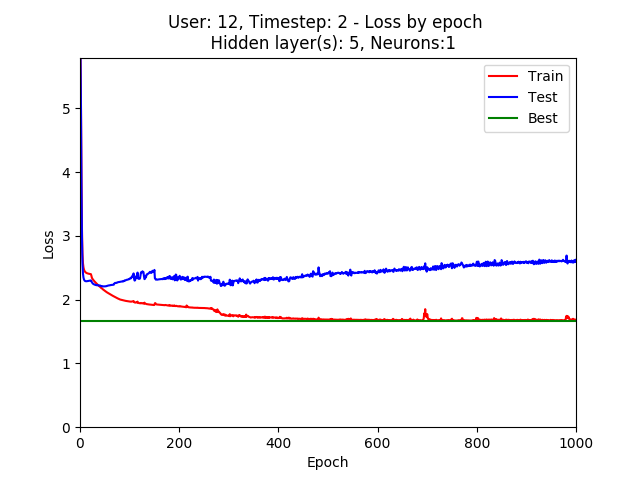 User: 12, Timestep: 2 - Loss by epoch
Hidden layer(s): 5, Neurons:1
Train
Test
Best
5
4
3
2
1
0
Loss
0 200 400 600 800 1000
Epoch